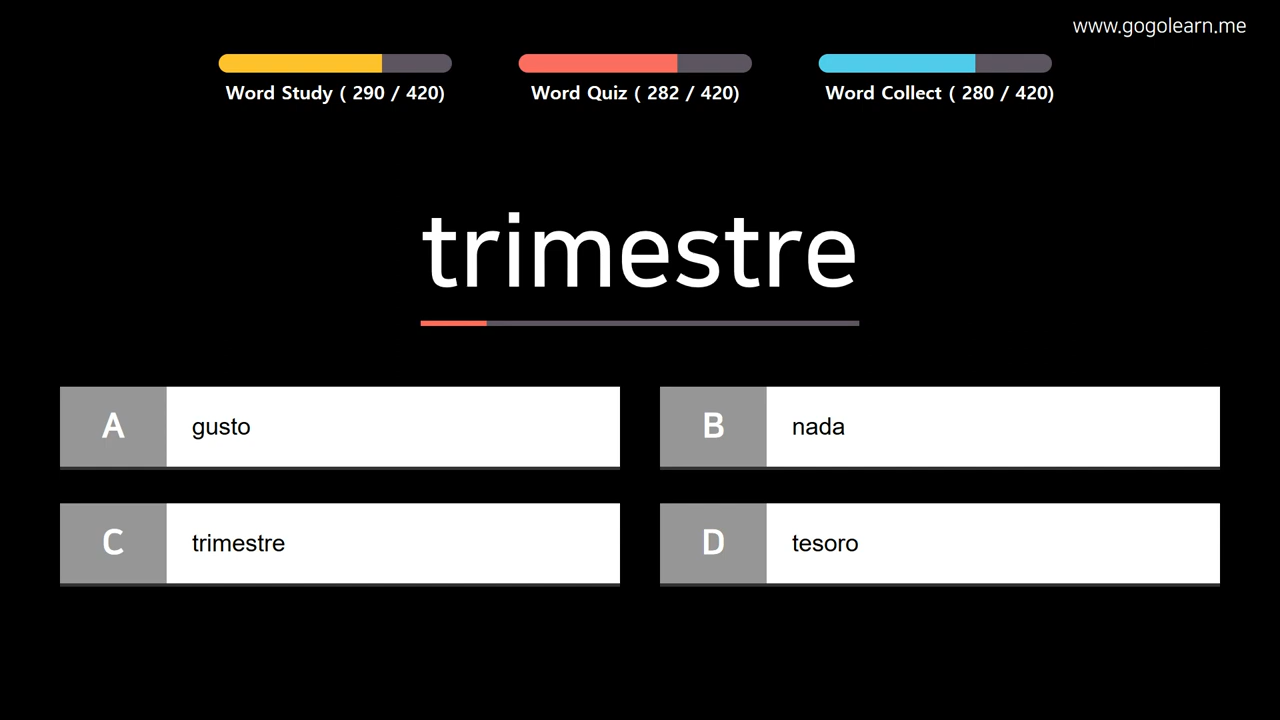 www.gogolearn.me
Word Study ( 290 / 420)
Word Quiz ( 282 / 420)
Word Collect ( 280 / 420)
trimestre
A gusto
B nada
C trimestre
D tesoro